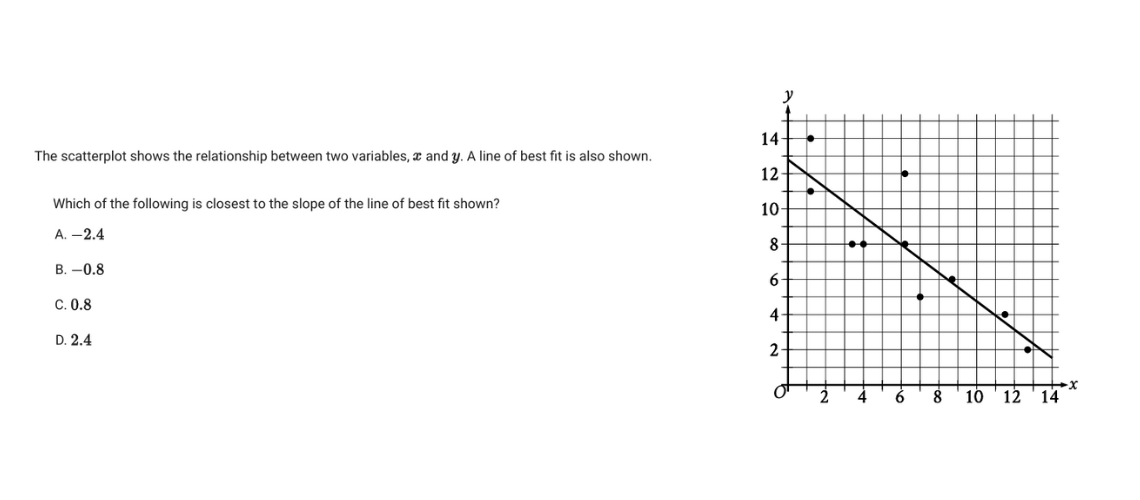 The scatterplot shows the relationship between two variables, x and y. A line of best fit is also shown.
Which of the following is closest to the slope of the line of best fit shown?
A. −2.4
B. −0.8
C. 0.8
D. 2.4
y
14
12
10
8
6
4
2
O 2 4 6 8 10 12 14 x